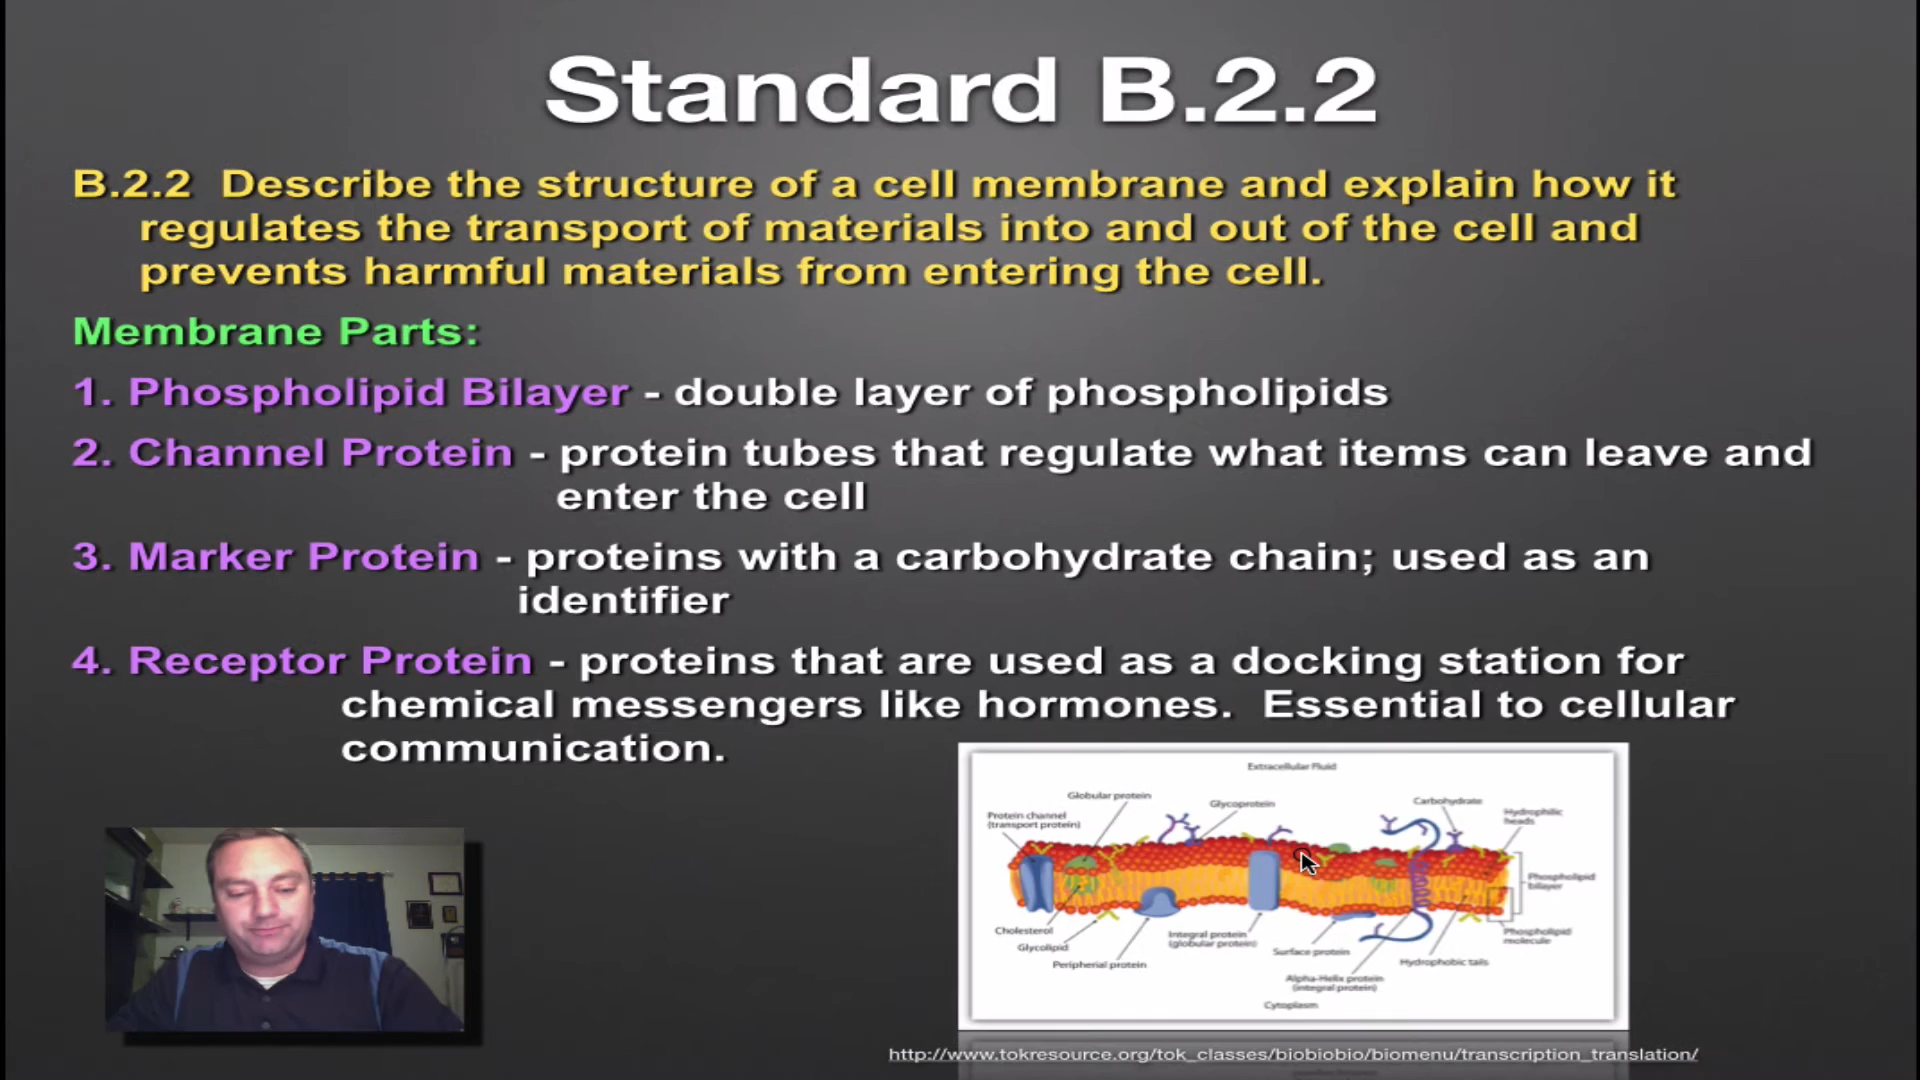 Standard B.2.2
B.2.2 Describe the structure of a cell membrane and explain how it
regulates the transport of materials into and out of the cell and
prevents harmful materials from entering the cell.
Membrane Parts:
1. Phospholipid Bilayer - double layer of phospholipids
2. Channel Protein - protein tubes that regulate what items can leave and
enter the cell
3. Marker Protein - proteins with a carbohydrate chain; used as an
identifier
4. Receptor Protein - proteins that are used as a docking station for
chemical messengers like hormones. Essential to cellular
communication.
Extracellular Fluid
Globular protein
Glycoprotein
Carbohydrate
Protein channel
(transport protein)
Hydrophilic
heads
Phospholipid
bilayer
Cholesterol
Glycolipid
Peripherial protein
Integral protein
(globular protein)
Surface protein
Alpha-Helix protein
(integral protein)
Hydrophobic tails
Phospholipid
molecule
Cytoplasm
http://www.tokresource.org/tok_classes/biobiobio/biomenu/transcription_translation/